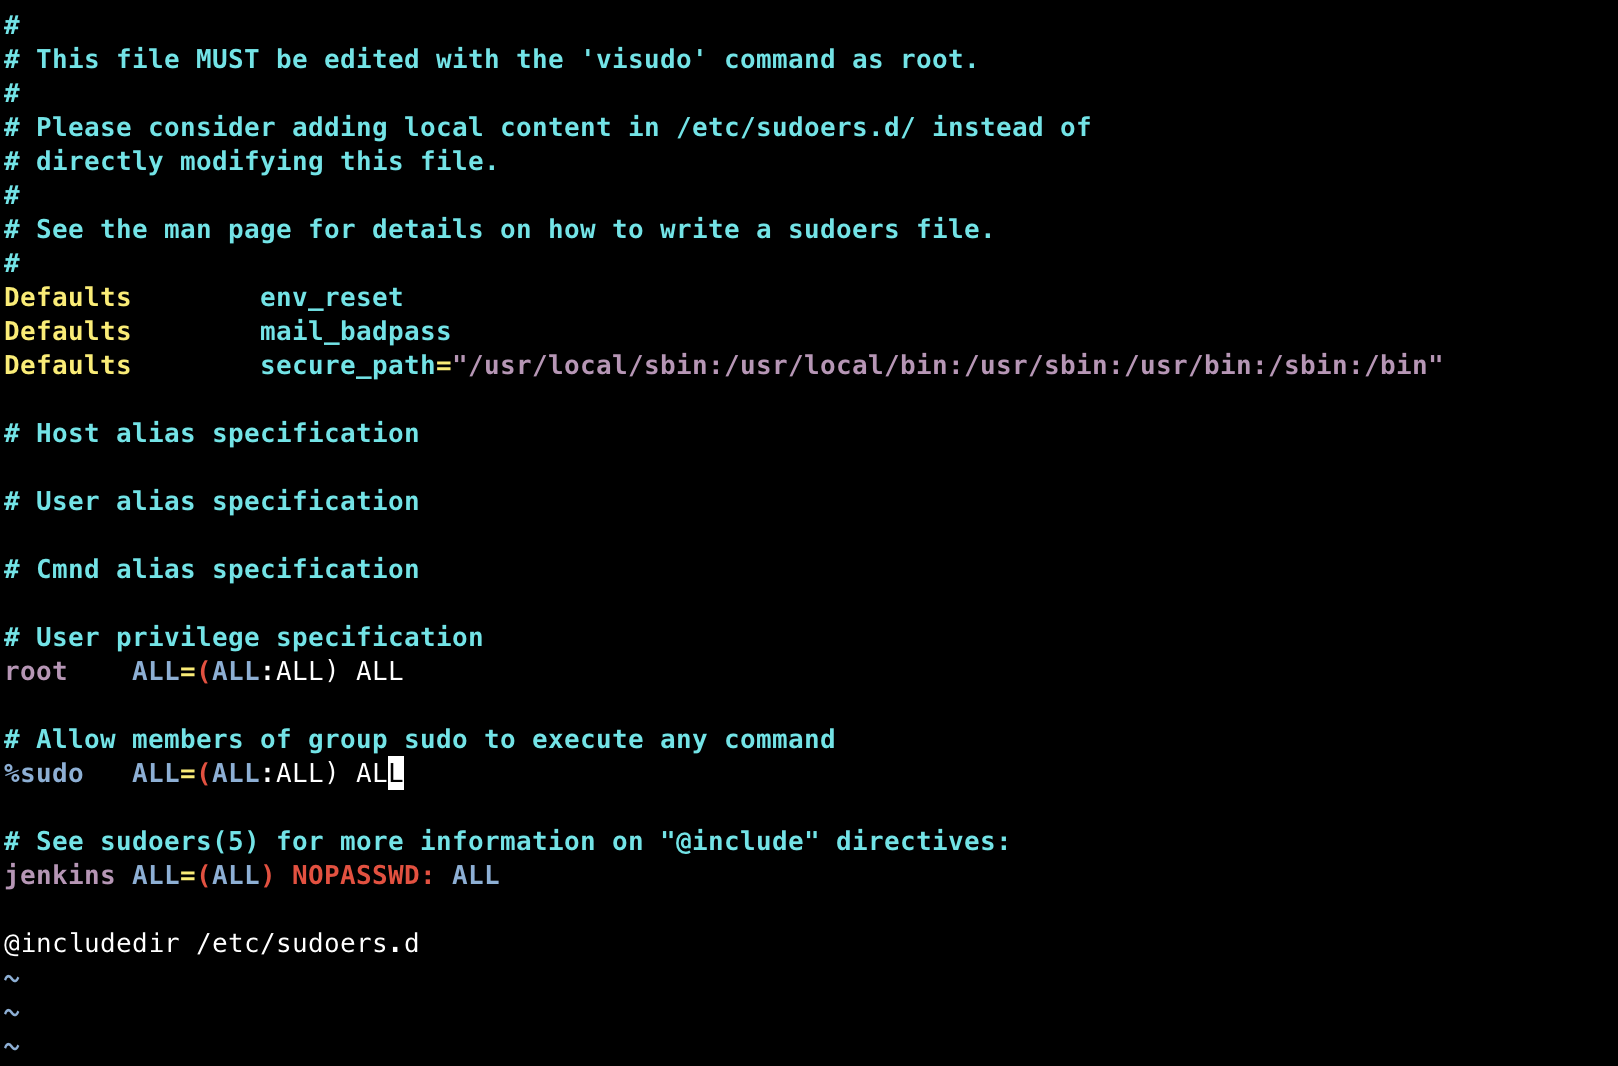 #
# This file MUST be edited with the 'visudo' command as root.
#
# Please consider adding local content in /etc/sudoers.d/ instead of
# directly modifying this file.
#
# See the man page for details on how to write a sudoers file.
#
Defaults        env_reset
Defaults        mail_badpass
Defaults        secure_path="/usr/local/sbin:/usr/local/bin:/usr/sbin:/usr/bin:/sbin:/bin"

# Host alias specification

# User alias specification

# Cmnd alias specification

# User privilege specification
root    ALL=(ALL:ALL) ALL

# Allow members of group sudo to execute any command
%sudo   ALL=(ALL:ALL) ALL

# See sudoers(5) for more information on "@include" directives:
jenkins ALL=(ALL) NOPASSWD: ALL

@includedir /etc/sudoers.d
~
~
~